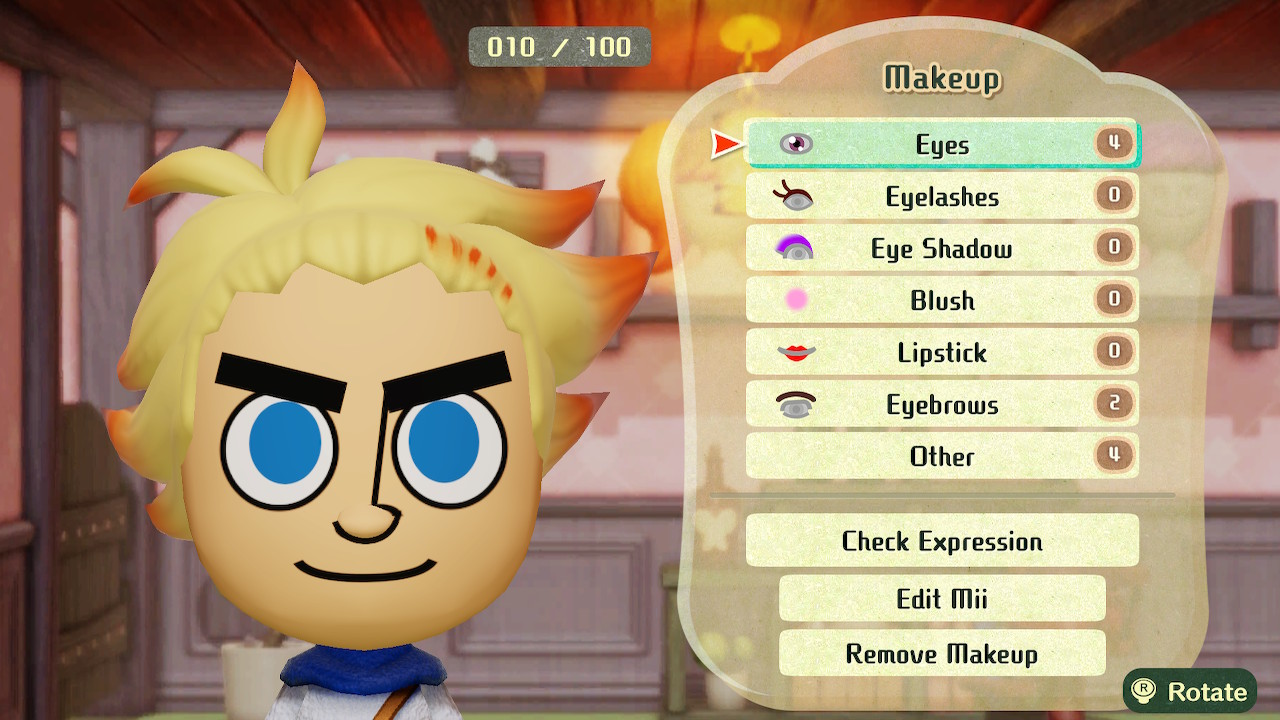 010 / 100
Makeup
Eyes 4
Eyelashes 0
Eye Shadow 0
Blush 0
Lipstick 0
Eyebrows 2
Other 4
Check Expression
Edit Mii
Remove Makeup
R Rotate